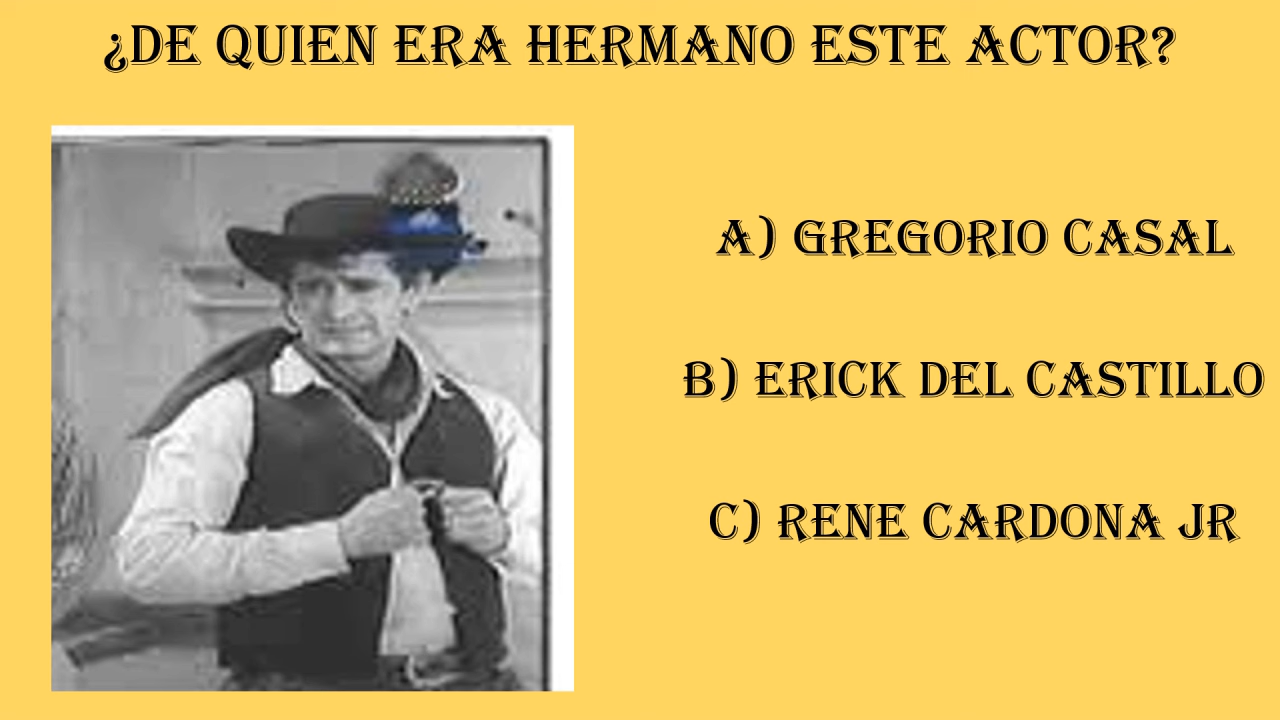 ¿DE QUIEN ERA HERMANO ESTE ACTOR?
A) GREGORIO CASAL
B) ERICK DEL CASTILLO
C) RENE CARDONA JR